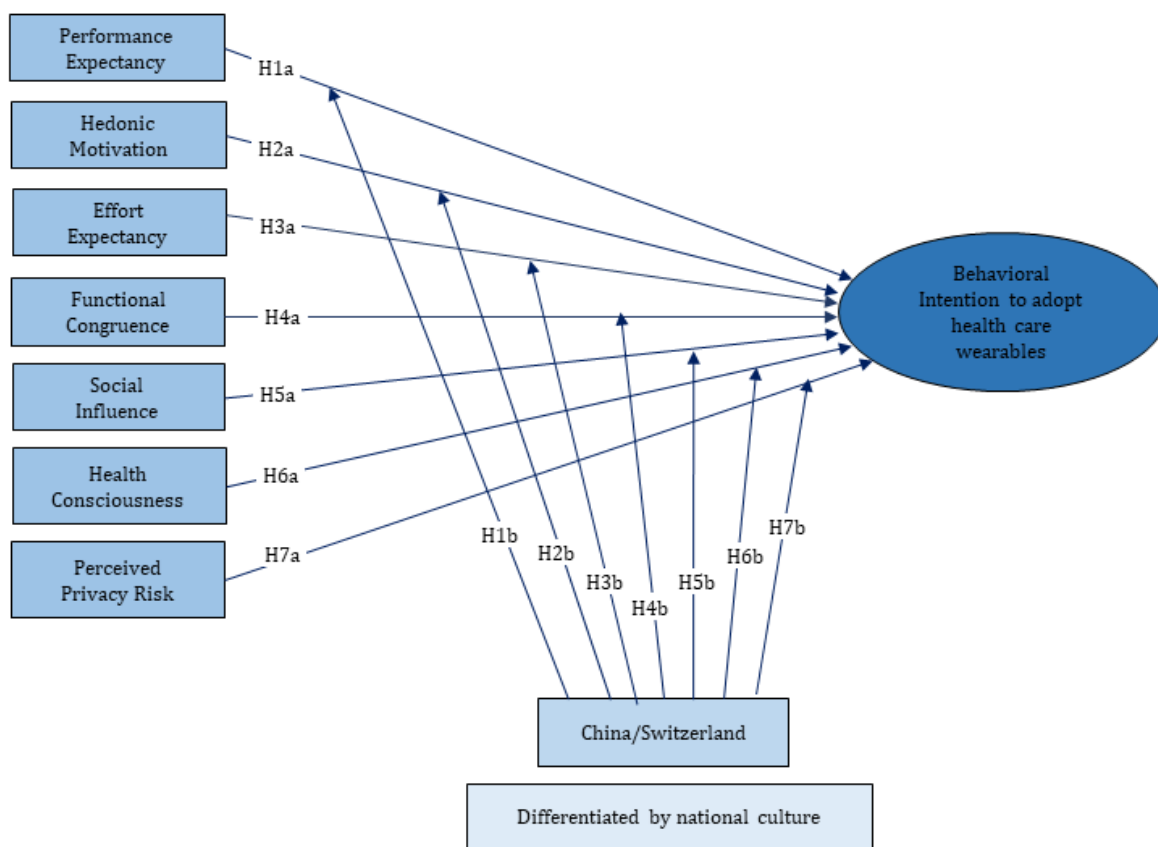 Performance
Expectancy
H1a
Hedonic
Motivation
H2a
Effort
Expectancy
H3a
Functional
Congruence
H4a
Social
Influence
H5a
Health
Consciousness
H6a
Perceived
Privacy Risk
H7a
Behavioral
Intention to adopt
health care
wearables
H1b
H2b
H3b
H4b
H5b
H6b
H7b
China/Switzerland
Differentiated by national culture